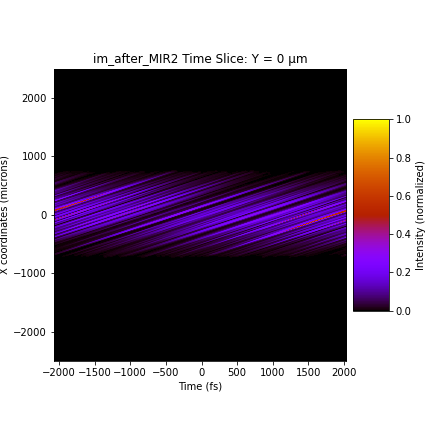 im_after_MIR2 Time Slice: Y = 0 μm
X coordinates (microns)
2000
1000
0
−1000
−2000
−2000 −1500 −1000 −500 0 500 1000 1500 2000
Time (fs)
1.0
0.8
0.6
0.4
0.2
0.0
Intensity (normalized)